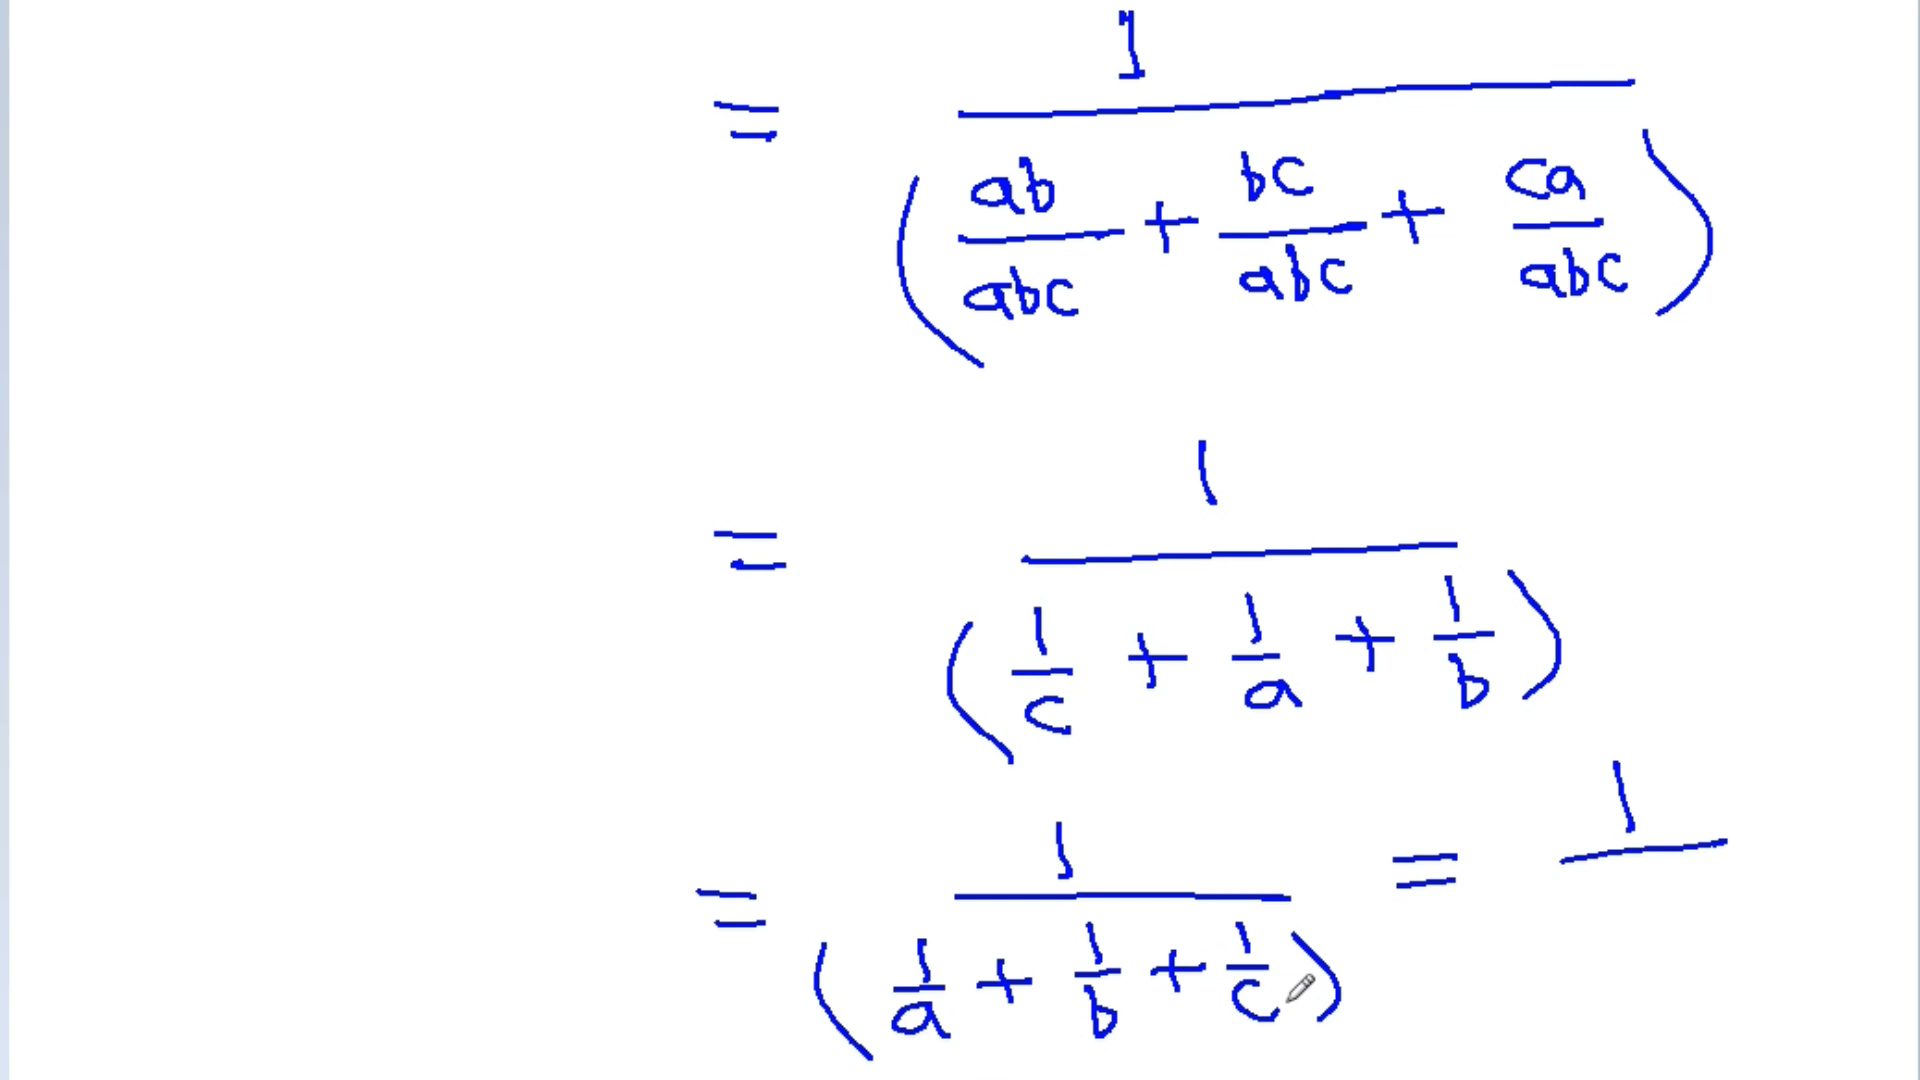 = 1 / (ab/abc + bc/abc + ca/abc)
= 1 / (1/c + 1/a + 1/b)
= 1 / (1/a + 1/b + 1/c) = 1 /